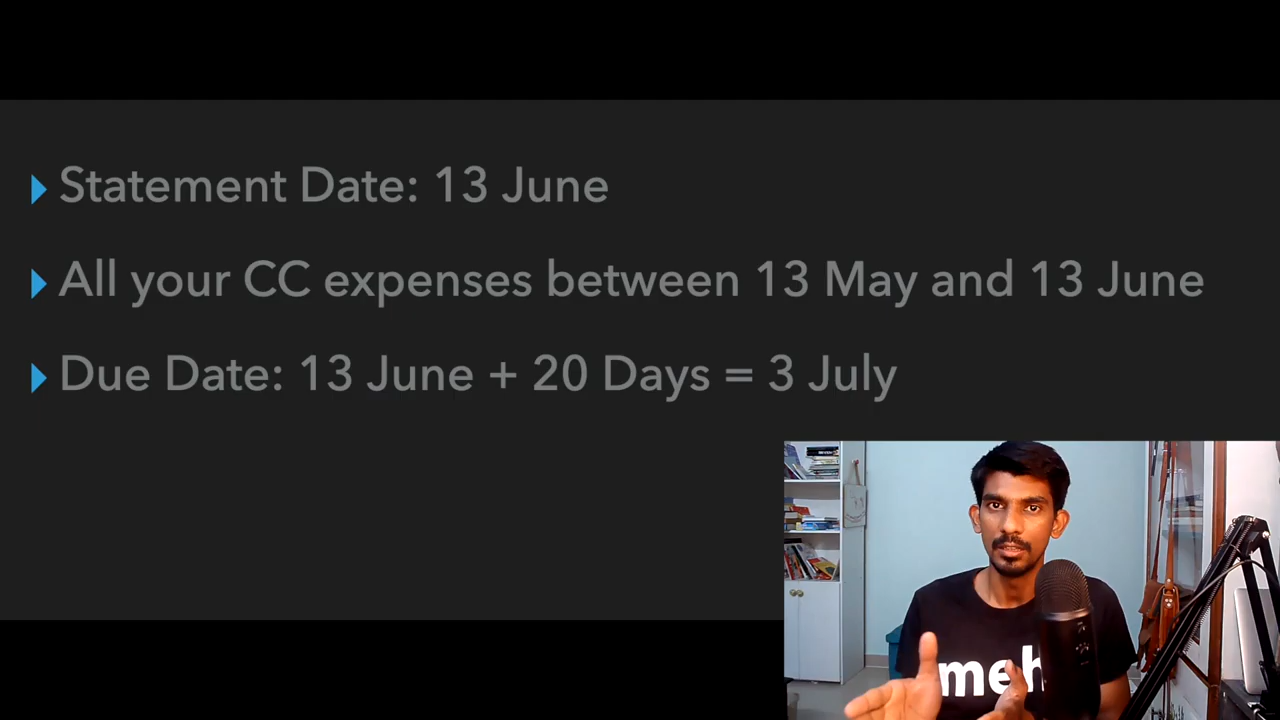 Statement Date: 13 June
All your CC expenses between 13 May and 13 June
Due Date: 13 June + 20 Days = 3 July
meh